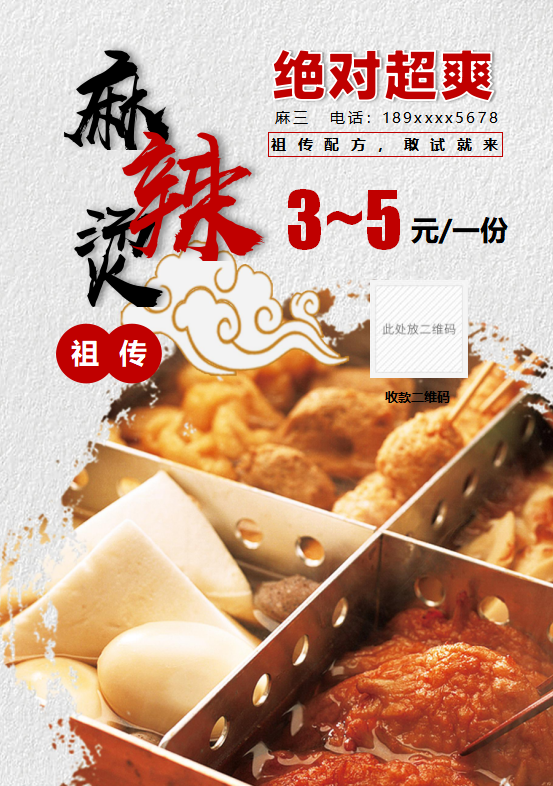 麻辣烫
祖传
绝对超爽
麻三 电话：189xxxx5678
祖传配方，敢试就来
3~5元/一份
此处放二维码
收款二维码